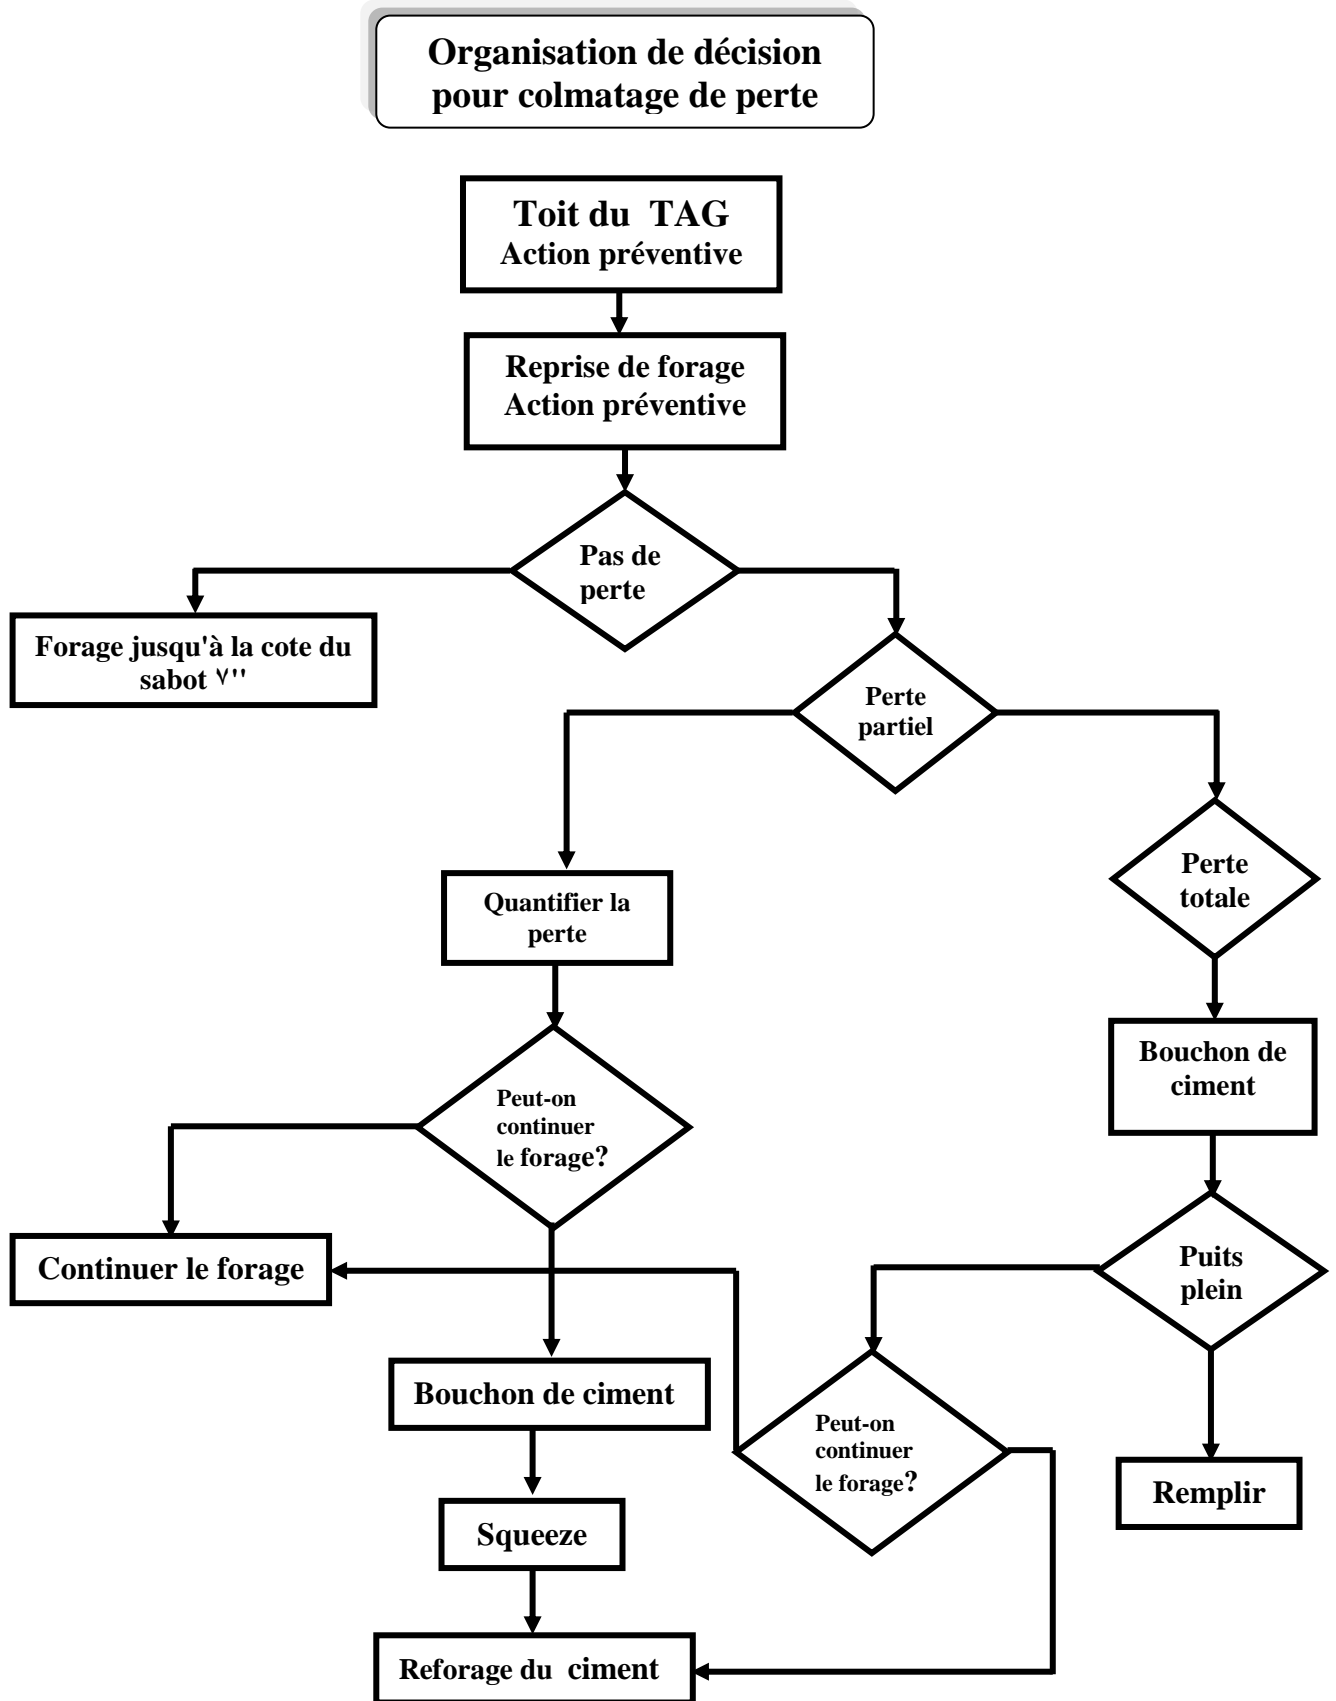 Organisation de décision
pour colmatage de perte
Toit du TAG
Action préventive
Reprise de forage
Action préventive
Pas de
perte
Forage jusqu'à la cote du
sabot ٧''
Perte
partiel
Perte
totale
Quantifier la
perte
Bouchon de
ciment
Peut-on
continuer
le forage?
Puits
plein
Continuer le forage
Bouchon de ciment
Peut-on
continuer
le forage?
Remplir
Squeeze
Reforage du ciment